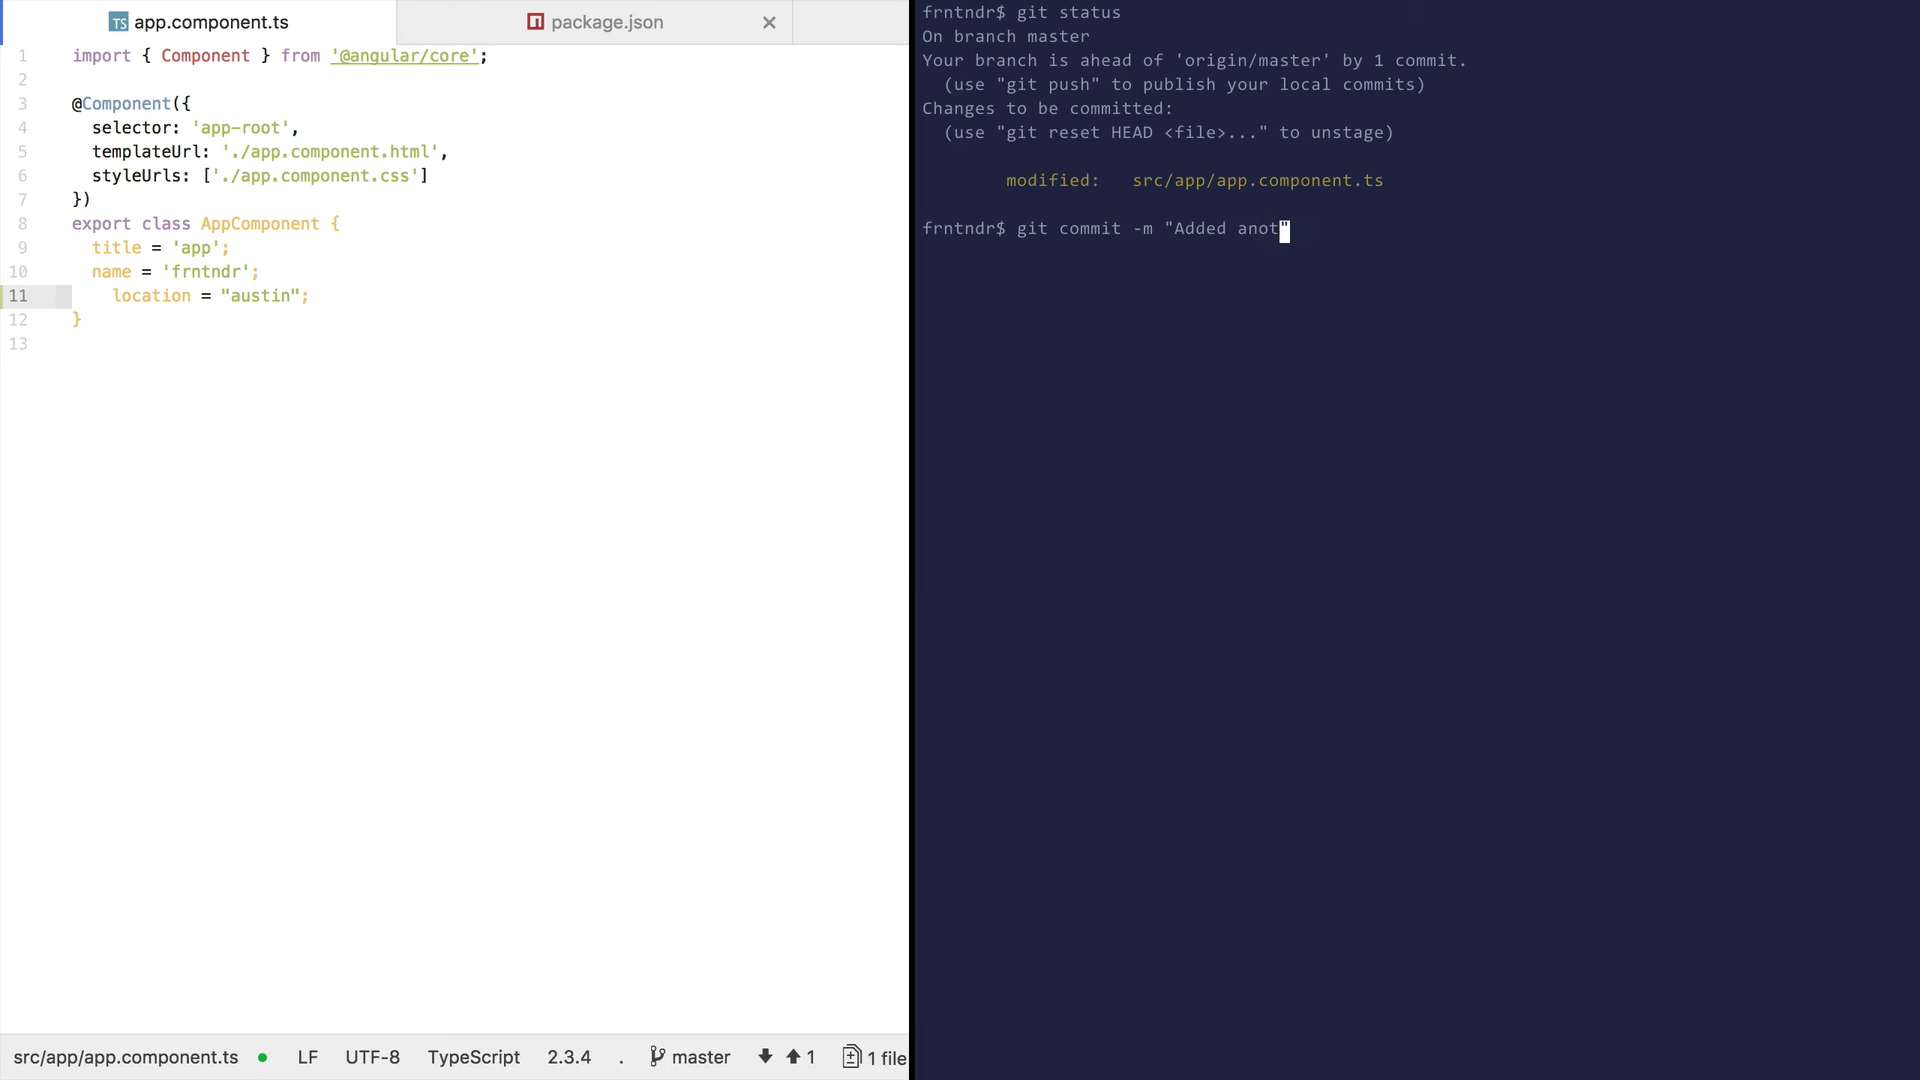 TS app.component.ts
package.json
1 import { Component } from '@angular/core';
2
3 @Component({
4 selector: 'app-root',
5 templateUrl: './app.component.html',
6 styleUrls: ['./app.component.css']
7 })
8 export class AppComponent {
9 title = 'app';
10 name = 'frntndr';
11 location = "austin";
12 }
13
src/app/app.component.ts LF UTF-8 TypeScript 2.3.4 . master 1 1 file
frntndr$ git status
On branch master
Your branch is ahead of 'origin/master' by 1 commit.
(use "git push" to publish your local commits)
Changes to be committed:
(use "git reset HEAD <file>..." to unstage)
modified: src/app/app.component.ts
frntndr$ git commit -m "Added anot"